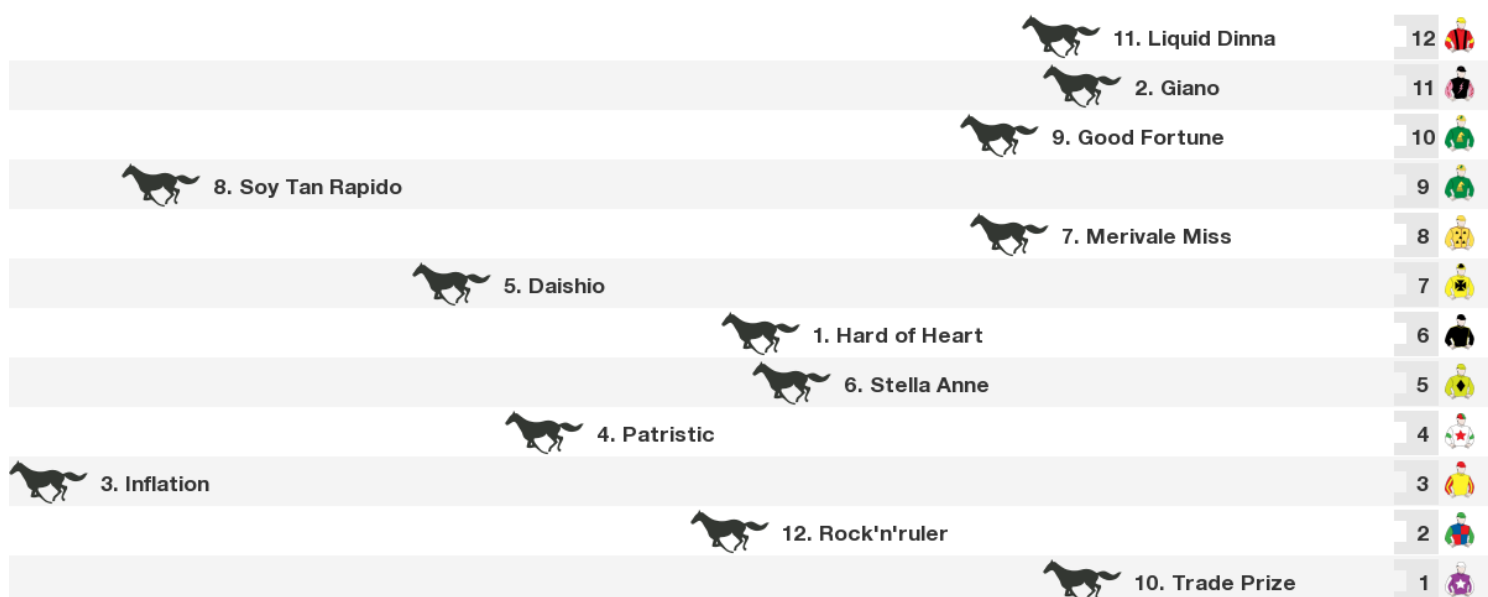 11. Liquid Dinna 12
2. Giano 11
9. Good Fortune 10
8. Soy Tan Rapido 9
7. Merivale Miss 8
5. Daishio 7
1. Hard of Heart 6
6. Stella Anne 5
4. Patristic 4
3. Inflation 3
12. Rock'n'ruler 2
10. Trade Prize 1